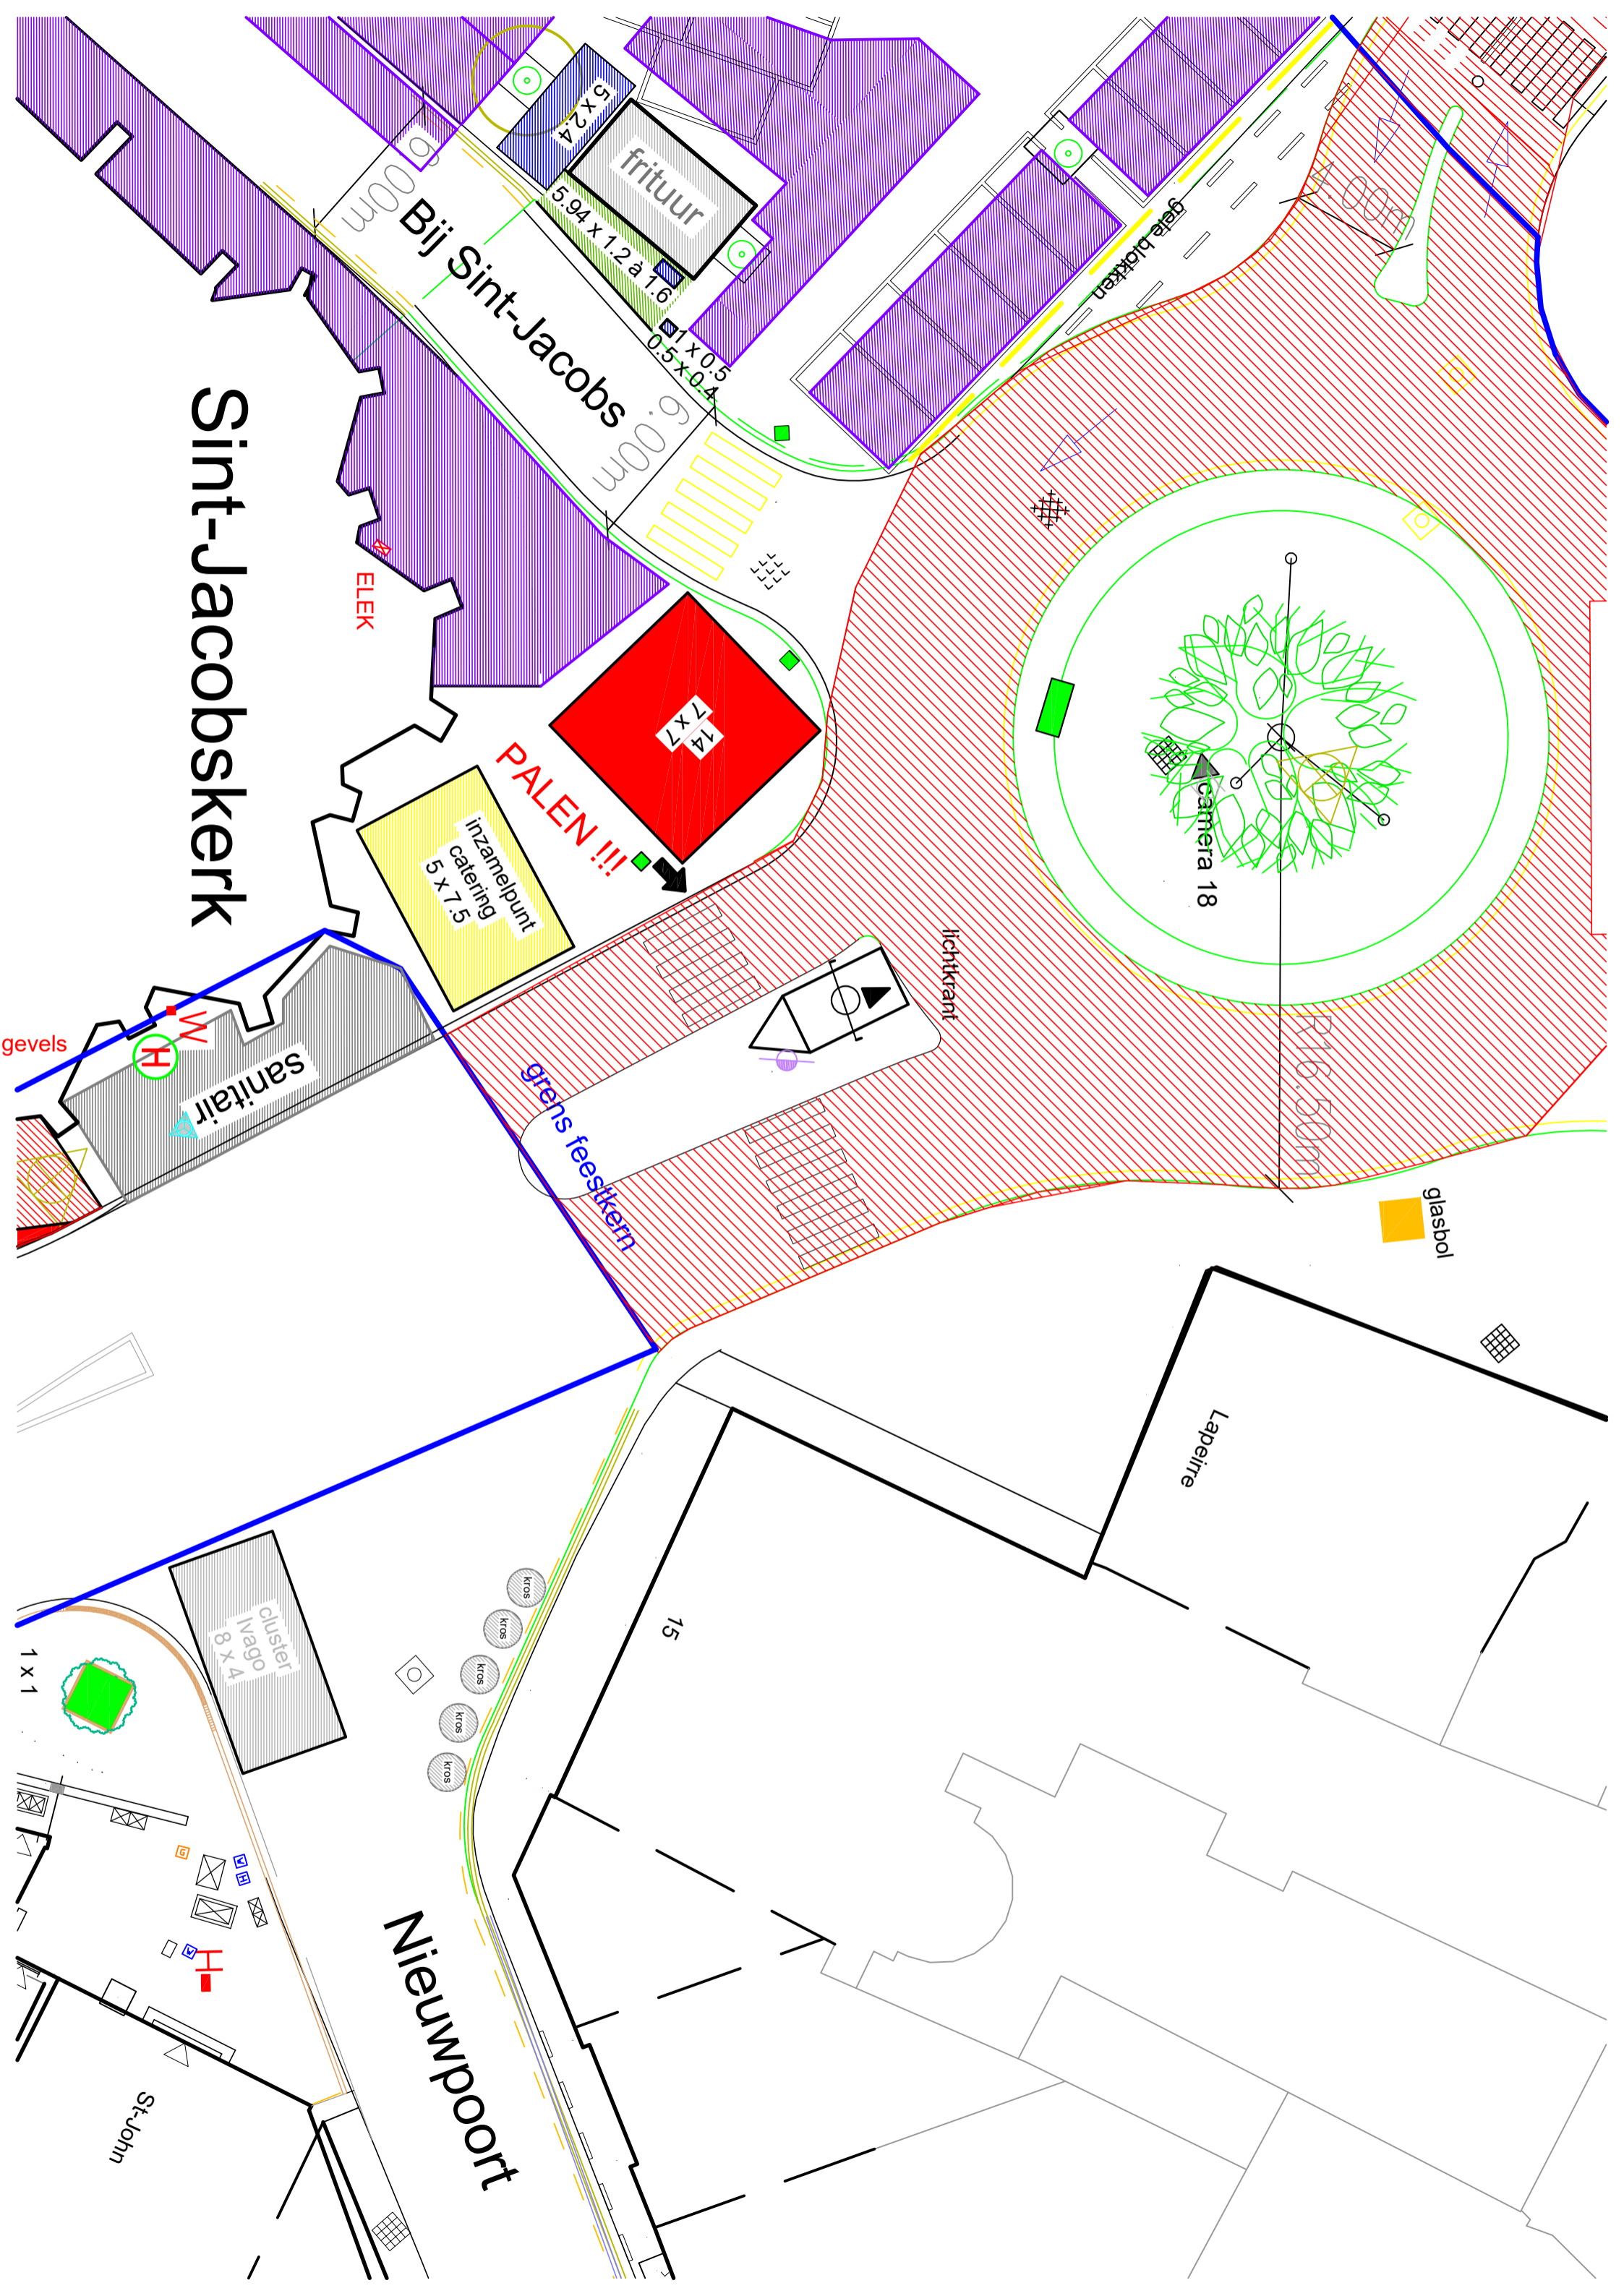 5 x 2.4
frituur
6.00m
Bij Sint-Jacobs
5.94 x 1.2 à 1.6
1 x 0.5
0.5 x 0.4
6.00m
gele blokken
4.00m
Sint-Jacobskerk
ELEK
14
7 x 7
PALEN !!!
inzamelpunt
catering
5 x 7.5
camera 18
lichtkrant
R16.50m
gevels
W
H
sanitair
grens feestkern
glasbol
Lapeirre
15
kros
kros
kros
kros
kros
cluster
Ivago
8 x 4
1 x 1
G
W
H
W
H
Nieuwpoort
St-John